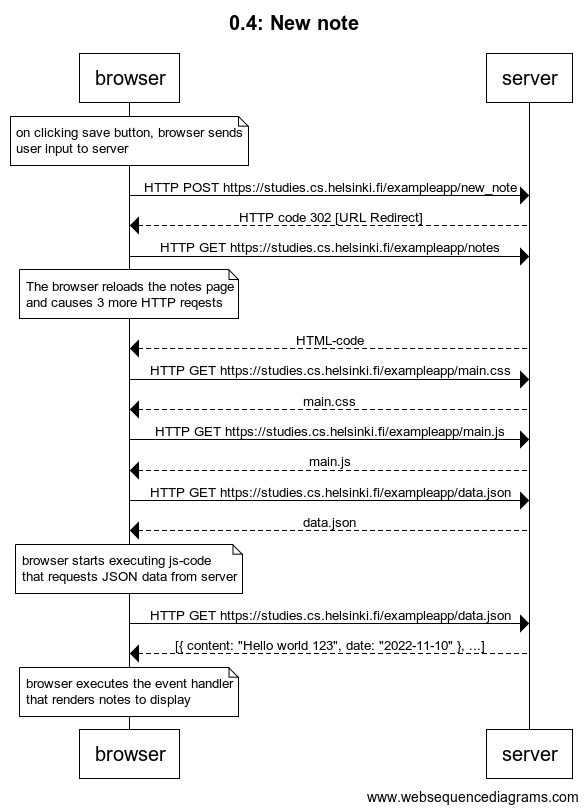 0.4: New note
browser
server
on clicking save button, browser sends
user input to server
HTTP POST https://studies.cs.helsinki.fi/exampleapp/new_note
HTTP code 302 [URL Redirect]
HTTP GET https://studies.cs.helsinki.fi/exampleapp/notes
The browser reloads the notes page
and causes 3 more HTTP reqests
HTML-code
HTTP GET https://studies.cs.helsinki.fi/exampleapp/main.css
main.css
HTTP GET https://studies.cs.helsinki.fi/exampleapp/main.js
main.js
HTTP GET https://studies.cs.helsinki.fi/exampleapp/data.json
data.json
browser starts executing js-code
that requests JSON data from server
HTTP GET https://studies.cs.helsinki.fi/exampleapp/data.json
[{ content: "Hello world 123", date: "2022-11-10" }, ...]
browser executes the event handler
that renders notes to display
browser
server
www.websequencediagrams.com